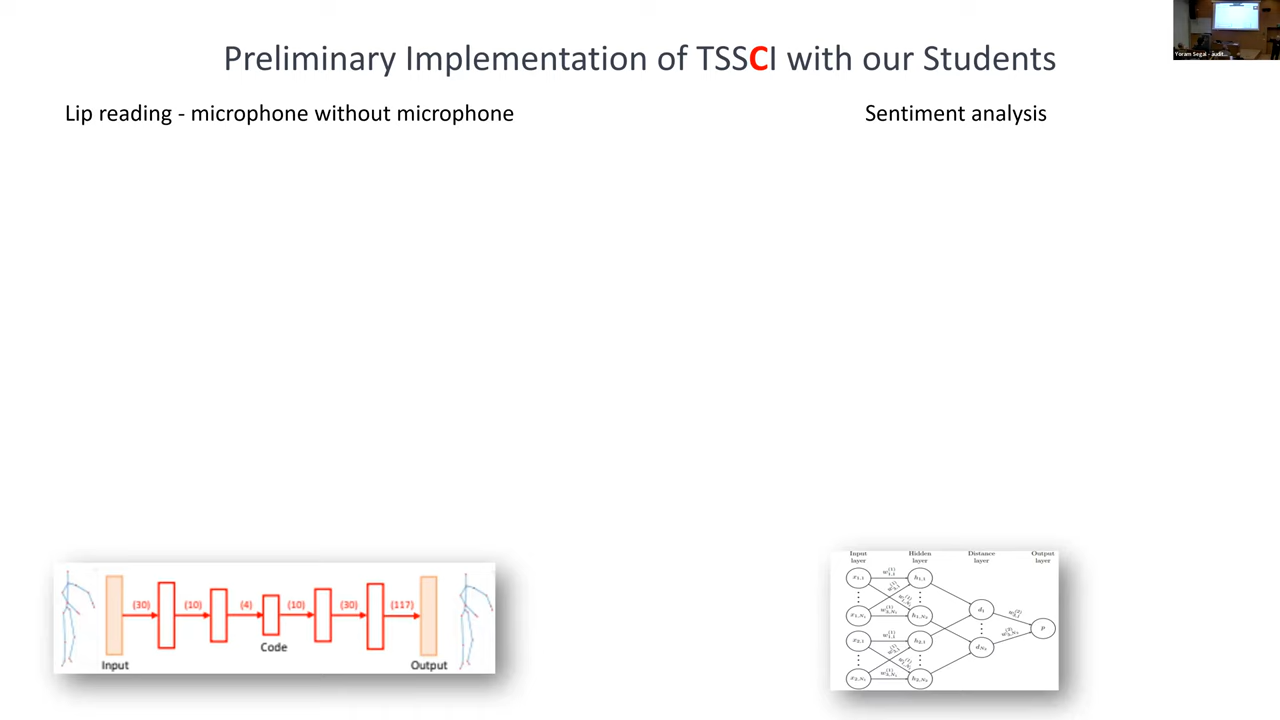 Preliminary Implementation of TSSCI with our Students
Lip reading - microphone without microphone
Sentiment analysis
(30)
(10)
(4)
(10)
(30)
(117)
Code
Input
Output
Input layer
Hidden layer
Distance layer
Output layer